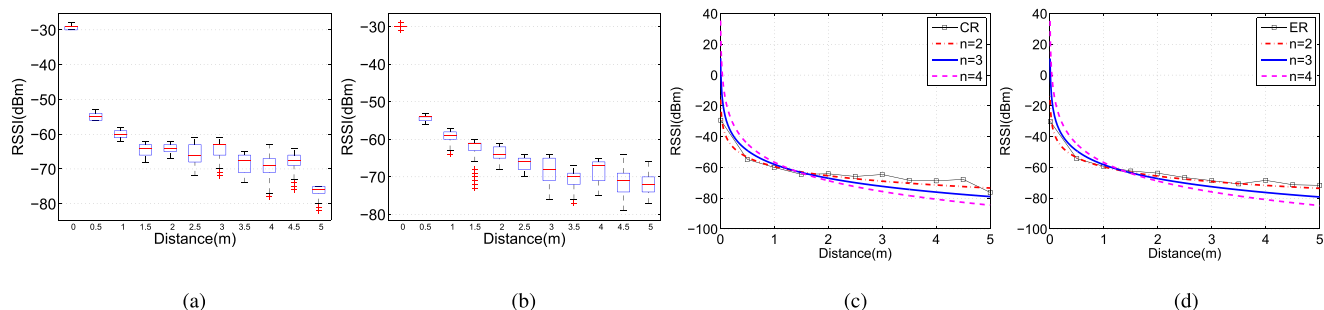 −30
−40
−50
−60
−70
−80
RSSI(dBm)
0 0.5 1 1.5 2 2.5 3 3.5 4 4.5 5
Distance(m)
(a)
−30
−40
−50
−60
−70
−80
RSSI(dBm)
0 0.5 1 1.5 2 2.5 3 3.5 4 4.5 5
Distance(m)
(b)
40
20
0
−20
−40
−60
−80
−100
RSSI(dBm)
CR
n=2
n=3
n=4
0 1 2 3 4 5
Distance(m)
(c)
40
20
0
−20
−40
−60
−80
−100
RSSI(dBm)
ER
n=2
n=3
n=4
0 1 2 3 4 5
Distance(m)
(d)